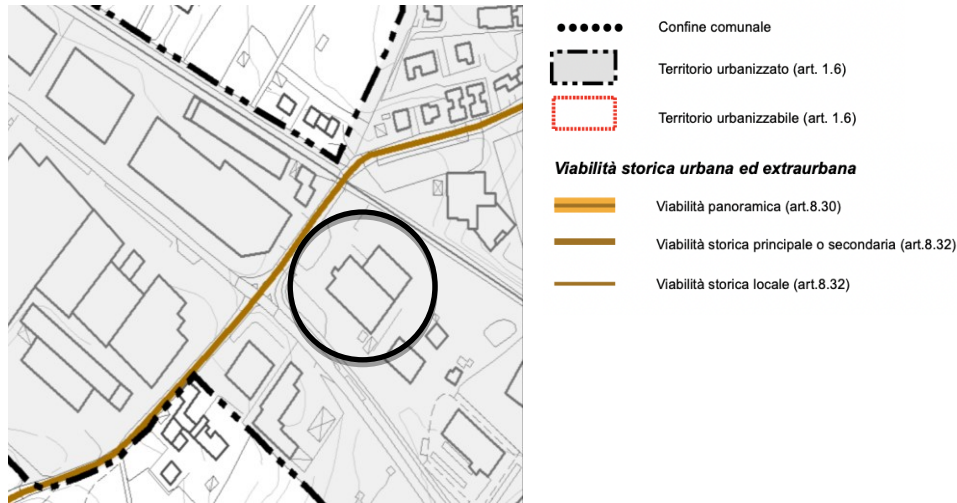 Confine comunale
Territorio urbanizzato (art. 1.6)
Territorio urbanizzabile (art. 1.6)
Viabilità storica urbana ed extraurbana
Viabilità panoramica (art.8.30)
Viabilità storica principale o secondaria (art.8.32)
Viabilità storica locale (art.8.32)